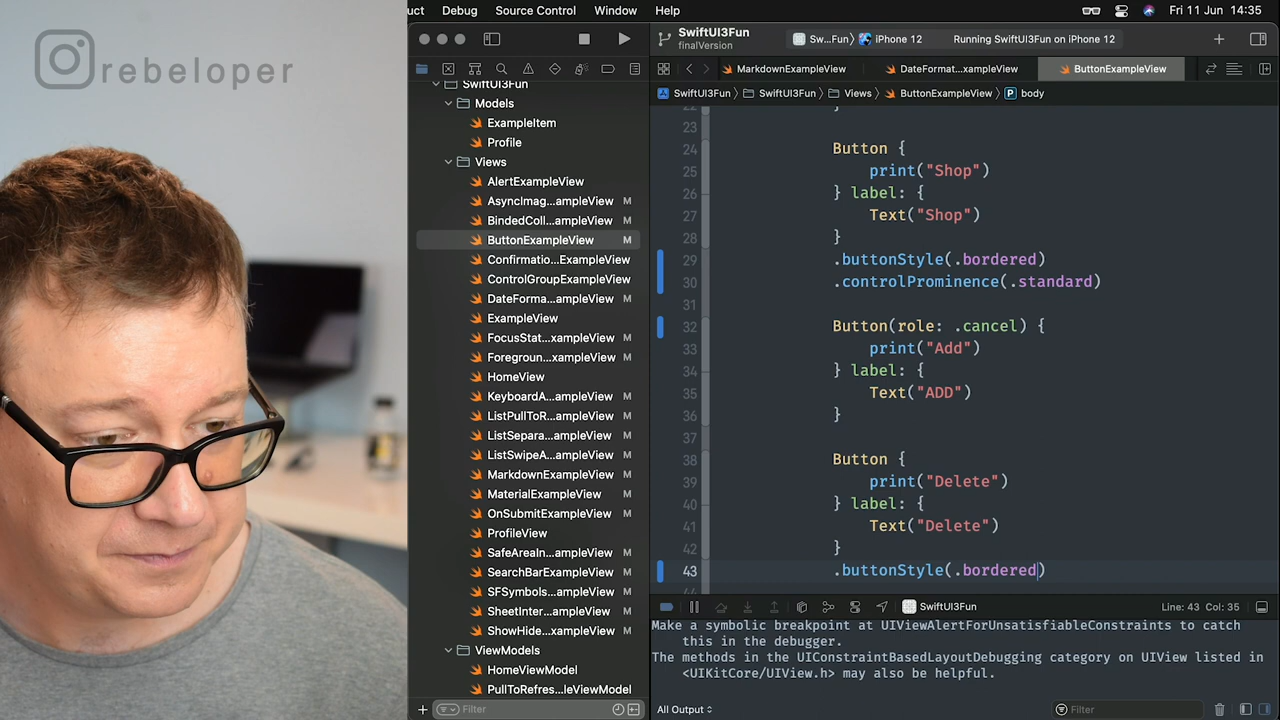 rebeloper
uct Debug Source Control Window Help Fri 11 Jun 14:35
SwiftUI3Fun
finalVersion
Sw...Fun⟩ iPhone 12 Running SwiftUI3Fun on iPhone 12
MarkdownExampleView DateFormat...xampleView ButtonExampleView
SwiftUI3Fun⟩ SwiftUI3Fun⟩ Views⟩ ButtonExampleView⟩ P body
SwiftUI3Fun
Models
ExampleItem
Profile
Views
AlertExampleView
AsyncImag...ampleView M
BindedColl...ampleView M
ButtonExampleView M
Confirmatio...ExampleView
ControlGroupExampleView
DateForma...ampleView M
ExampleView
FocusStat...xampleView M
Foregroun...xampleView M
HomeView
KeyboardA...ampleView M
ListPullToR...ampleView M
ListSepara...ampleView M
ListSwipeA...ampleView M
MarkdownExampleView M
MaterialExampleView M
OnSubmitExampleView M
ProfileView
SafeAreaIn...ampleView M
SearchBarExampleView M
SFSymbols...ampleView M
SheetInter...ampleView M
ShowHide...xampleView M
ViewModels
HomeViewModel
PullToRefres...leViewModel
Filter
22 }
23
24 Button {
25 print("Shop")
26 } label: {
27 Text("Shop")
28 }
29 .buttonStyle(.bordered)
30 .controlProminence(.standard)
31
32 Button(role: .cancel) {
33 print("Add")
34 } label: {
35 Text("ADD")
36 }
37
38 Button {
39 print("Delete")
40 } label: {
41 Text("Delete")
42 }
43 .buttonStyle(.bordered)
44
SwiftUI3Fun Line: 43 Col: 35
Make a symbolic breakpoint at UIViewAlertForUnsatisfiableConstraints to catch
this in the debugger.
The methods in the UIConstraintBasedLayoutDebugging category on UIView listed in
<UIKitCore/UIView.h> may also be helpful.
All Output Filter